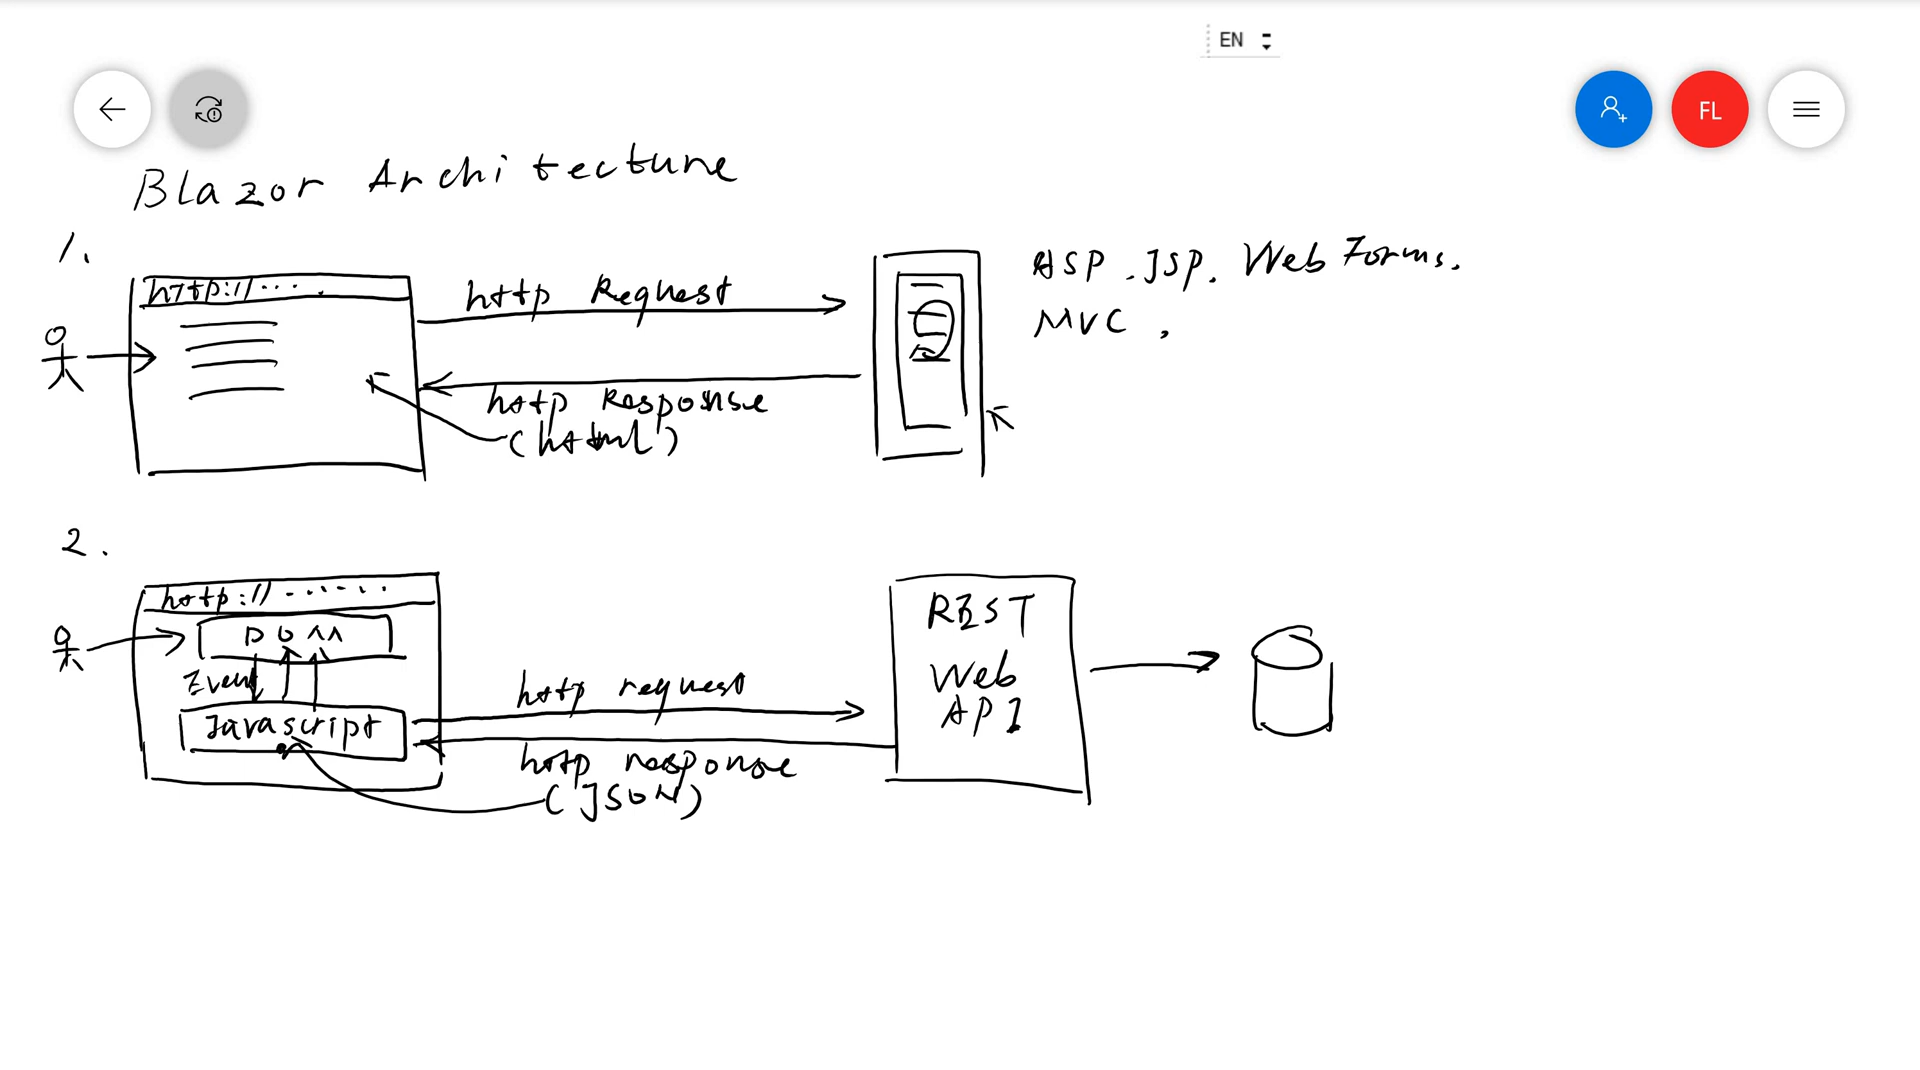 EN
FL
Blazor Architecture
1.
http://... .
http Request
http Response
(html)
ASP. JSP. Web Forms.
MVC.
2.
http://......
DOM
Event
Javascript
http request
http response
(JSON)
REST
Web
API